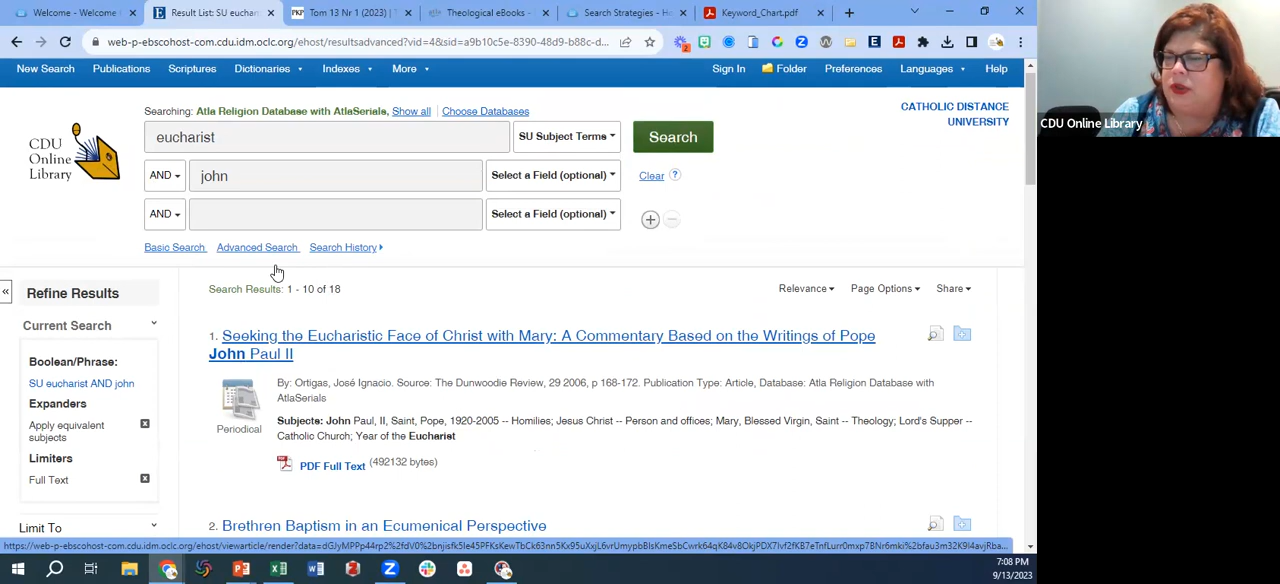 Welcome - Welcome t
Result List: SU euchari
Tom 13 Nr 1 (2023) | T
Theological eBooks -
Search Strategies - Ho
Keyword_Chart.pdf
web-p-ebscohost-com.cdu.idm.oclc.org/ehost/resultsadvanced?vid=4&sid=a9b10c5e-8390-48d9-b88c-d...
New Search
Publications
Scriptures
Dictionaries
Indexes
More
Sign In
Folder
Preferences
Languages
Help
Searching: Atla Religion Database with AtlaSerials, Show all | Choose Databases
CATHOLIC DISTANCE
UNIVERSITY
CDU Online Library
CDU
Online
Library
eucharist
SU Subject Terms
Search
AND
john
Select a Field (optional)
Clear
?
AND
Select a Field (optional)
Basic Search
Advanced Search
Search History
Refine Results
Search Results: 1 - 10 of 18
Relevance
Page Options
Share
Current Search
Boolean/Phrase:
SU eucharist AND john
Expanders
Apply equivalent
subjects
Limiters
Full Text
Limit To
1. Seeking the Eucharistic Face of Christ with Mary: A Commentary Based on the Writings of Pope
John Paul II
By: Ortigas, José Ignacio. Source: The Dunwoodie Review, 29 2006, p 168-172. Publication Type: Article, Database: Atla Religion Database with
AtlaSerials
Periodical
Subjects: John Paul, II, Saint, Pope, 1920-2005 -- Homilies; Jesus Christ -- Person and offices; Mary, Blessed Virgin, Saint -- Theology; Lord's Supper --
Catholic Church; Year of the Eucharist
PDF Full Text (492132 bytes)
2. Brethren Baptism in an Ecumenical Perspective
7:08 PM
9/13/2023